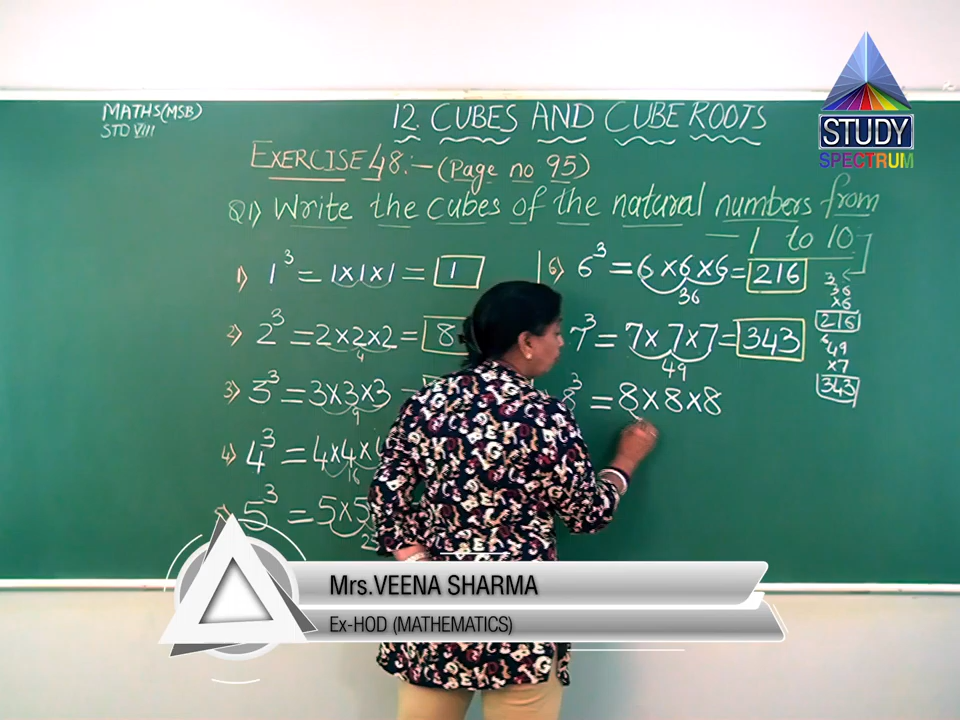 MATHS(MSB)
STD VIII
12. CUBES AND CUBE ROOTS
STUDY
SPECTRUM
EXERCISE 48:- (Page no 95)
Q1) Write the cubes of the natural numbers from
1 to 10
1) 1³ = 1x1x1 = 1
2) 2³ = 2x2x2 = 8
4
3) 3³ = 3x3x3 =
9
4) 4³ = 4x4x
16
5³ = 5x5
6) 6³ = 6x6x6 = 216
36
7³ = 7x7x7 = 343
49
8³ = 8x8x8
3
36
x6
216
6
49
x7
343
Mrs.VEENA SHARMA
Ex-HOD (MATHEMATICS)